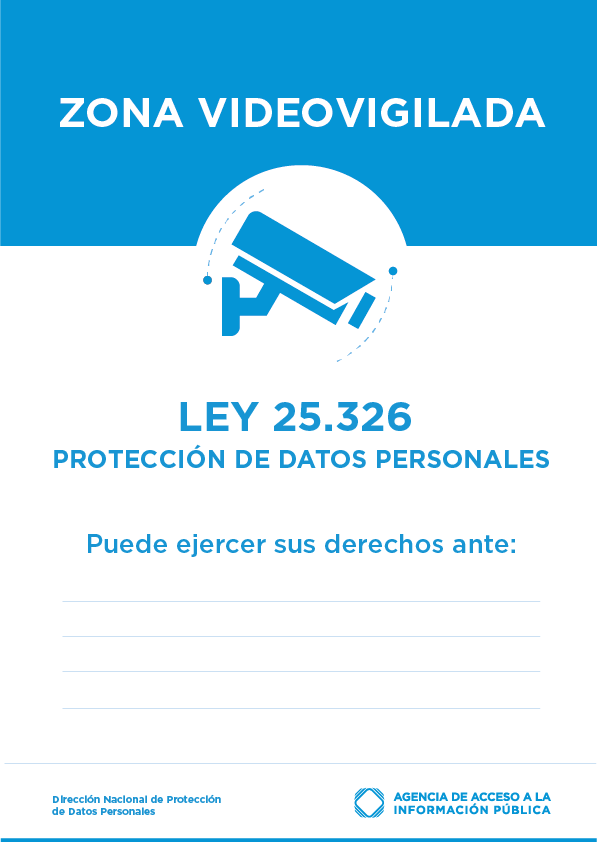 ZONA VIDEOVIGILADA
LEY 25.326
PROTECCIÓN DE DATOS PERSONALES
Puede ejercer sus derechos ante:
Dirección Nacional de Protección
de Datos Personales
AGENCIA DE ACCESO A LA
INFORMACIÓN PÚBLICA